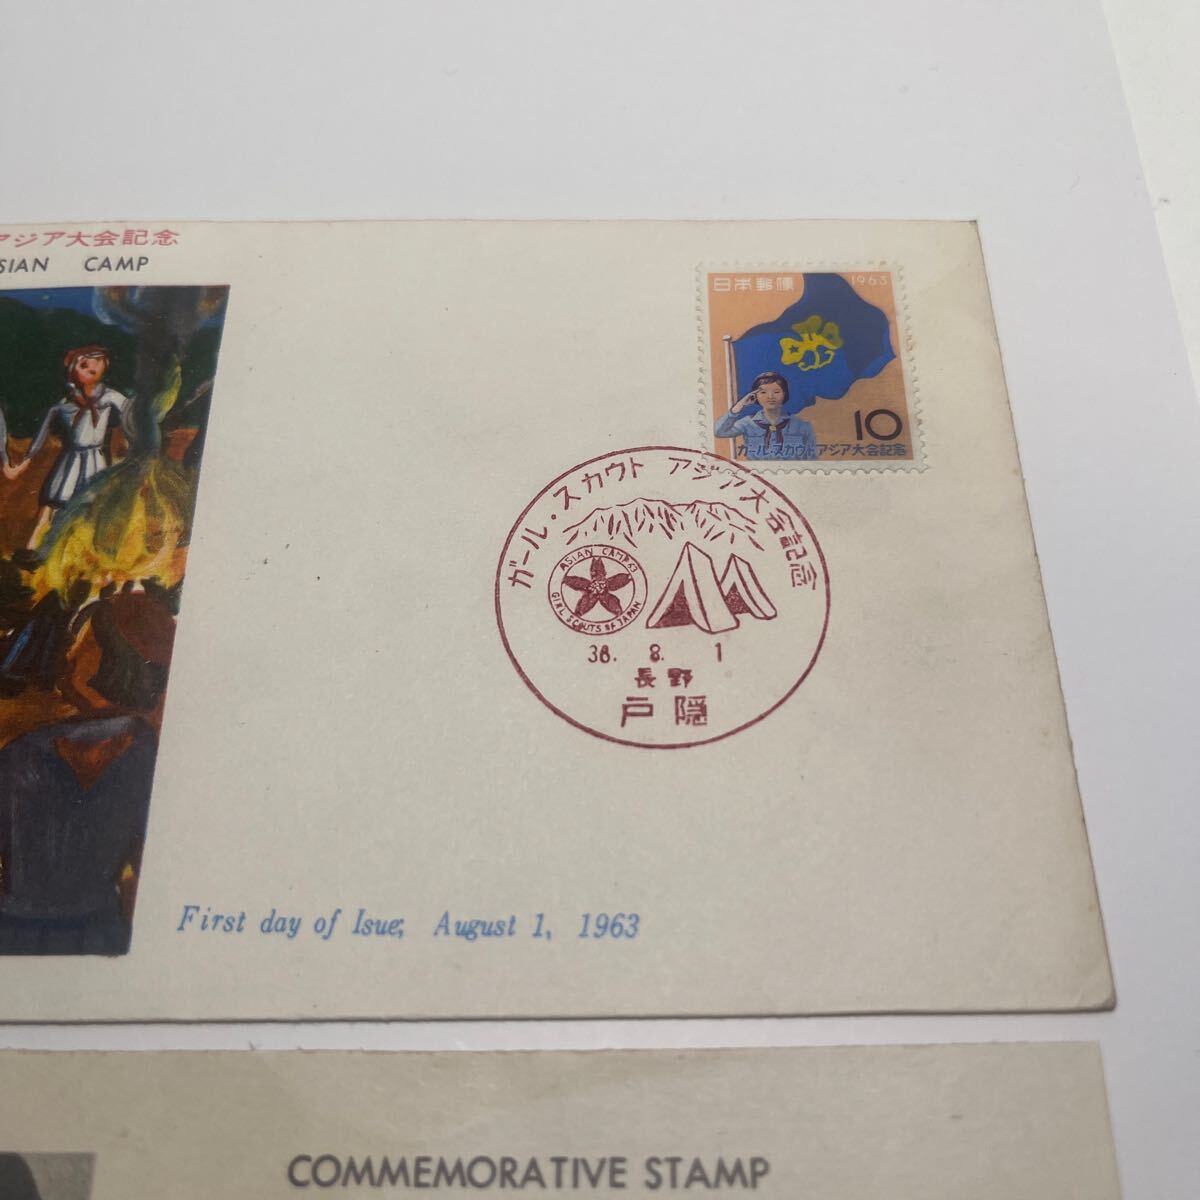 アジア大会記念
ASIAN CAMP
日本郵便 1963
10
ガール・スカウトアジア大会記念
ガール・スカウト アジア大会記念
ASIAN CAMP 63
GIRL SCOUTS OF JAPAN
38. 8. 1
長野
戸隠
First day of Isue; August 1, 1963
COMMEMORATIVE STAMP